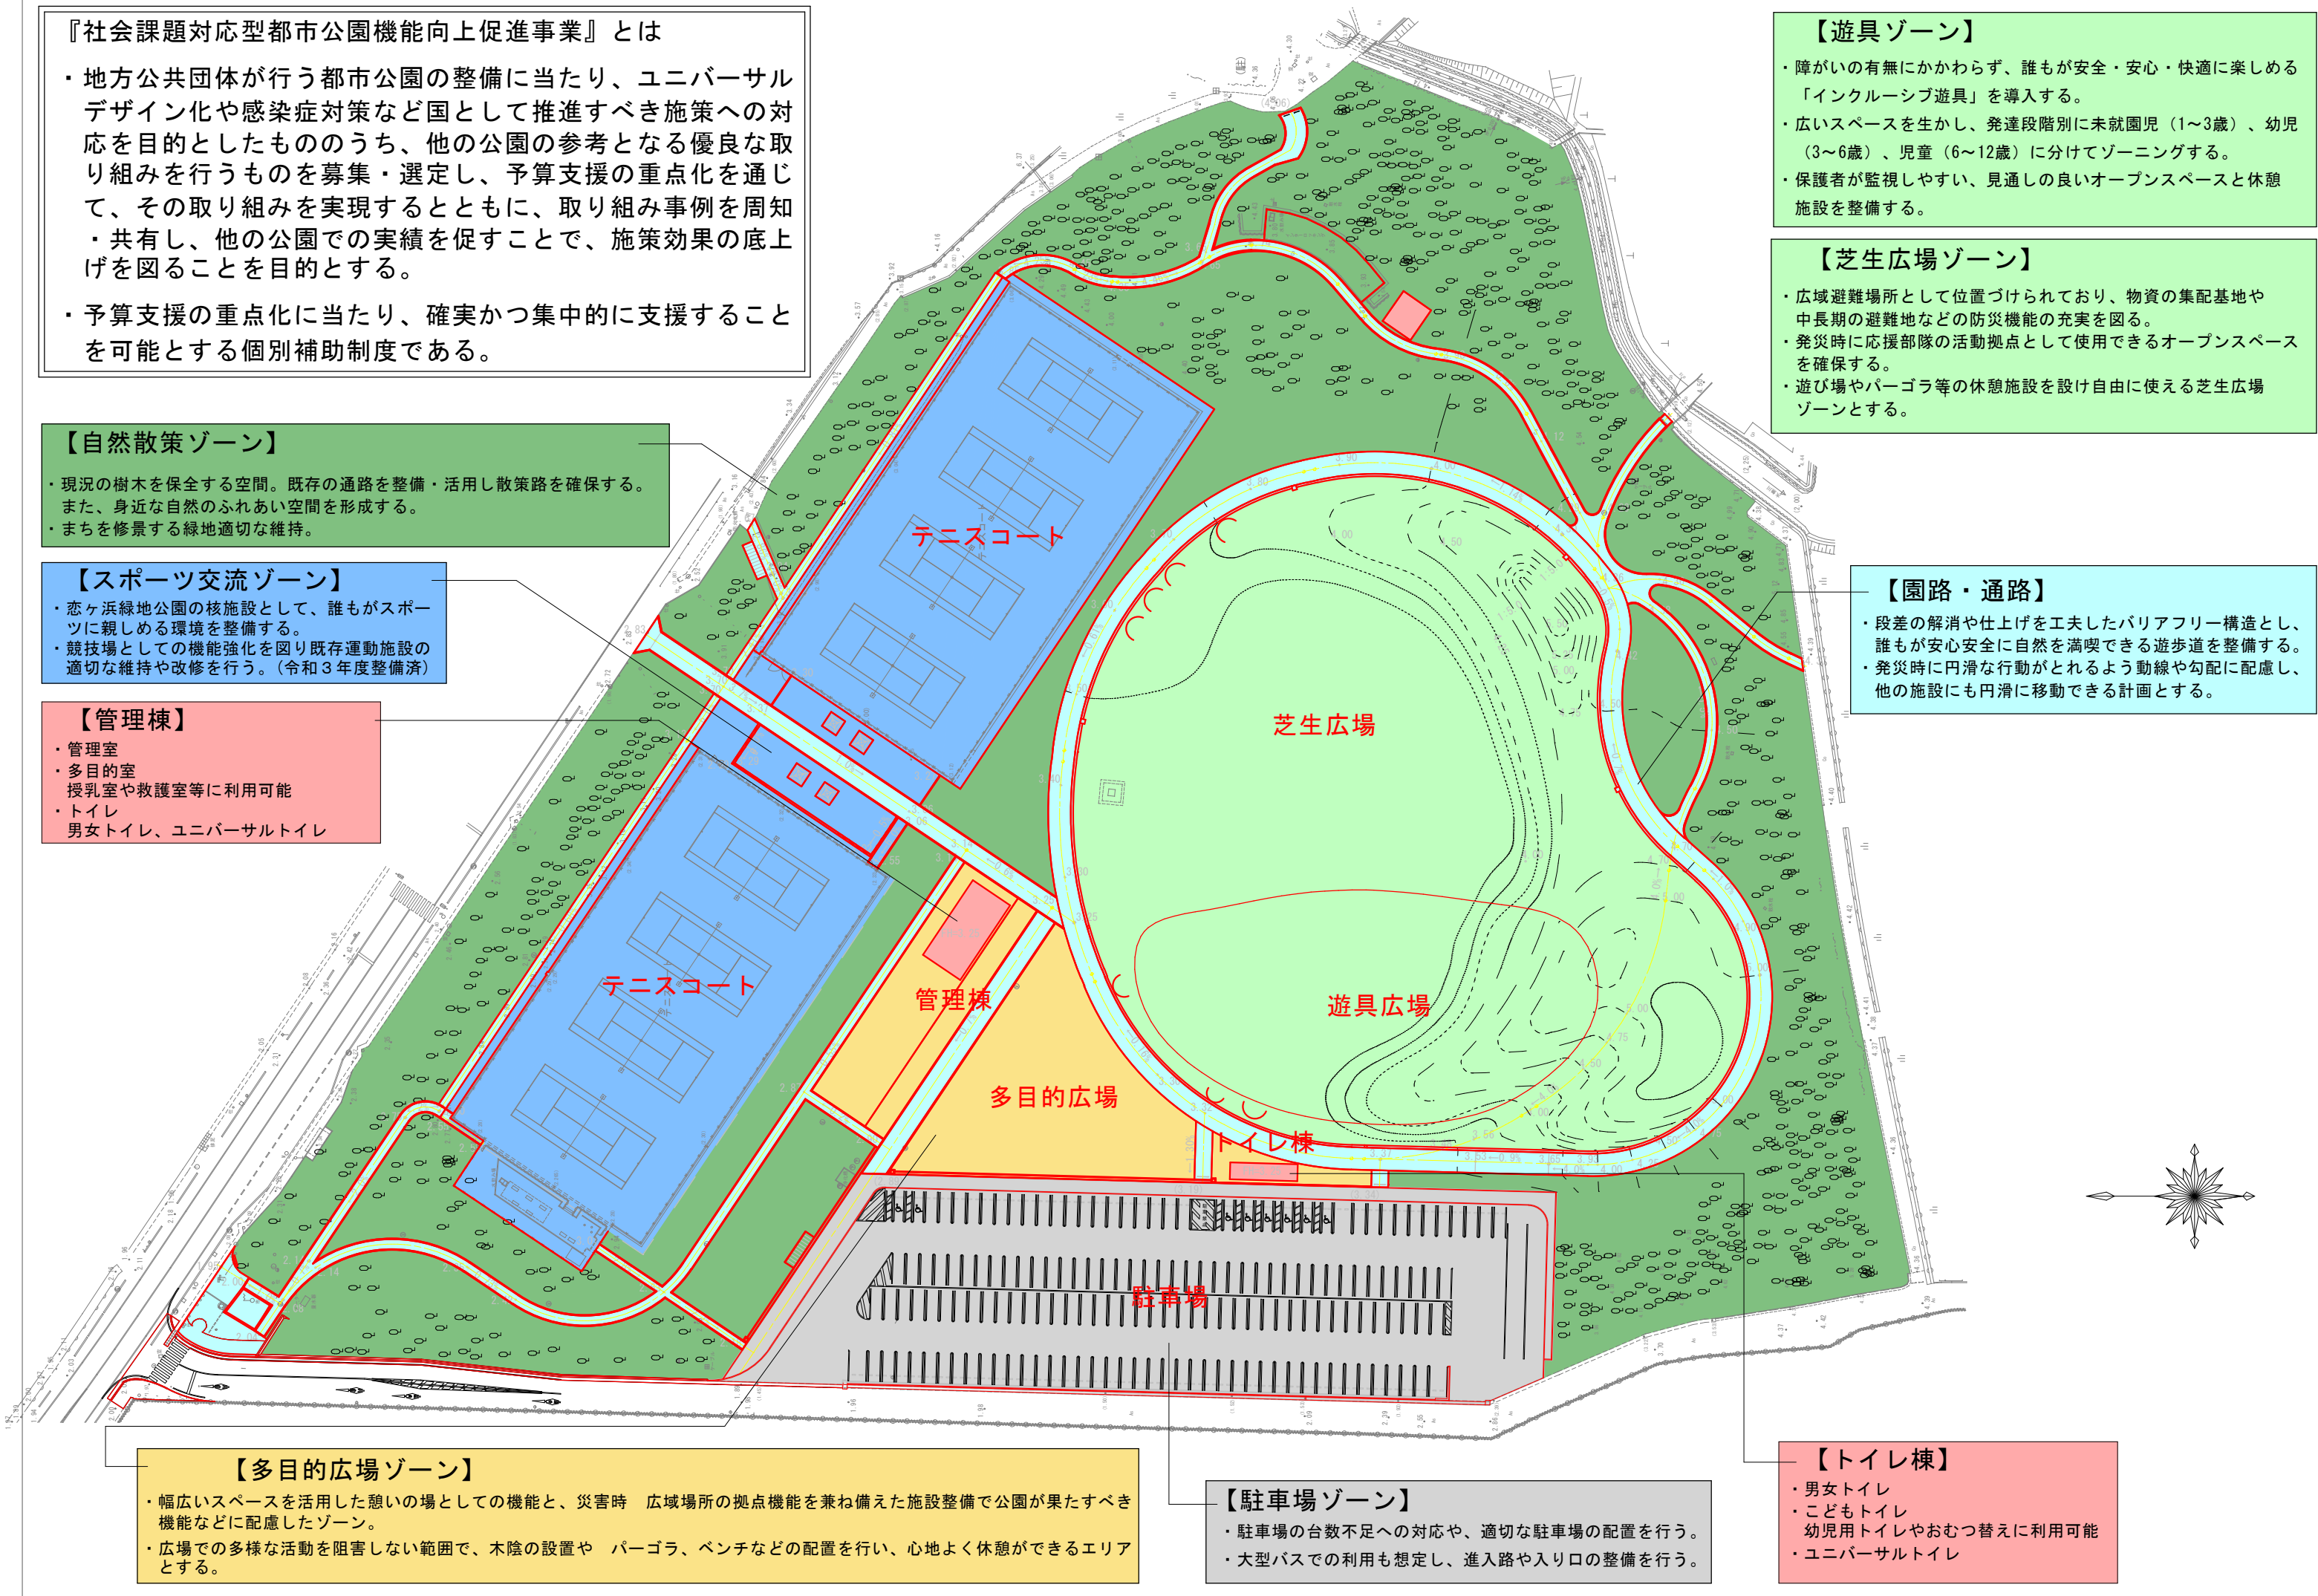 『社会課題対応型都市公園機能向上促進事業』とは
・地方公共団体が行う都市公園の整備に当たり、ユニバーサル
デザイン化や感染症対策など国として推進すべき施策への対
応を目的としたもののうち、他の公園の参考となる優良な取
り組みを行うものを募集・選定し、予算支援の重点化を通じ
て、その取り組みを実現するとともに、取り組み事例を周知
・共有し、他の公園での実績を促すことで、施策効果の底上
げを図ることを目的とする。
・予算支援の重点化に当たり、確実かつ集中的に支援すること
を可能とする個別補助制度である。
【遊具ゾーン】
・障がいの有無にかかわらず、誰もが安全・安心・快適に楽しめる
「インクルーシブ遊具」を導入する。
・広いスペースを生かし、発達段階別に未就園児（1～3歳）、幼児
（3～6歳）、児童（6～12歳）に分けてゾーニングする。
・保護者が監視しやすい、見通しの良いオープンスペースと休憩
施設を整備する。
【芝生広場ゾーン】
・広域避難場所として位置づけられており、物資の集配基地や
中長期の避難地などの防災機能の充実を図る。
・発災時に応援部隊の活動拠点として使用できるオープンスペース
を確保する。
・遊び場やパーゴラ等の休憩施設を設け自由に使える芝生広場
ゾーンとする。
【自然散策ゾーン】
・現況の樹木を保全する空間。既存の通路を整備・活用し散策路を確保する。
また、身近な自然のふれあい空間を形成する。
・まちを修景する緑地適切な維持。
【スポーツ交流ゾーン】
・恋ヶ浜緑地公園の核施設として、誰もがスポー
ツに親しめる環境を整備する。
・競技場としての機能強化を図り既存運動施設の
適切な維持や改修を行う。（令和３年度整備済）
【管理棟】
・管理室
・多目的室
授乳室や救護室等に利用可能
・トイレ
男女トイレ、ユニバーサルトイレ
【園路・通路】
・段差の解消や仕上げを工夫したバリアフリー構造とし、
誰もが安心安全に自然を満喫できる遊歩道を整備する。
・発災時に円滑な行動がとれるよう動線や勾配に配慮し、
他の施設にも円滑に移動できる計画とする。
テニスコート
芝生広場
テニスコート
管理棟
遊具広場
多目的広場
トイレ棟
駐車場
【多目的広場ゾーン】
・幅広いスペースを活用した憩いの場としての機能と、災害時　広域場所の拠点機能を兼ね備えた施設整備で公園が果たすべき
機能などに配慮したゾーン。
・広場での多様な活動を阻害しない範囲で、木陰の設置や　パーゴラ、ベンチなどの配置を行い、心地よく休憩ができるエリア
とする。
【駐車場ゾーン】
・駐車場の台数不足への対応や、適切な駐車場の配置を行う。
・大型バスでの利用も想定し、進入路や入り口の整備を行う。
【トイレ棟】
・男女トイレ
・こどもトイレ
幼児用トイレやおむつ替えに利用可能
・ユニバーサルトイレ